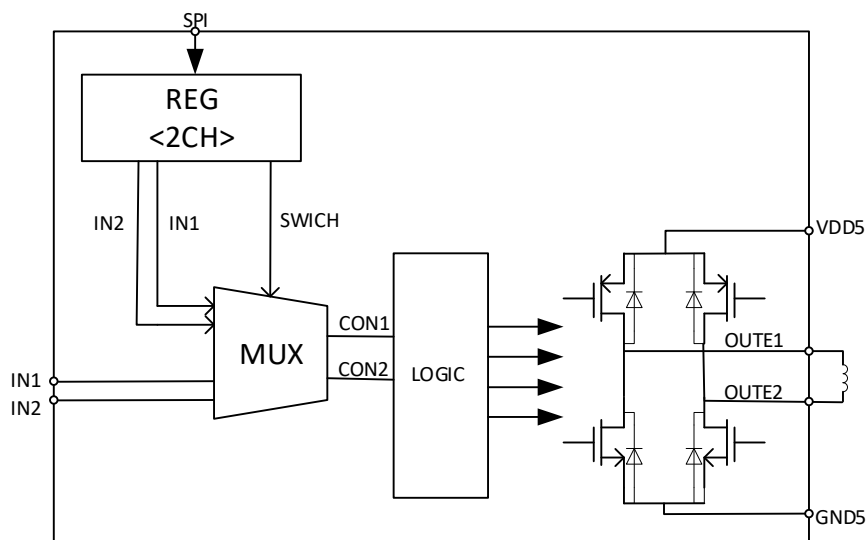 SPI
REG
<2CH>
IN2
IN1
SWICH
VDD5
CON1
CON2
MUX
LOGIC
OUTE1
OUTE2
IN1
IN2
GND5